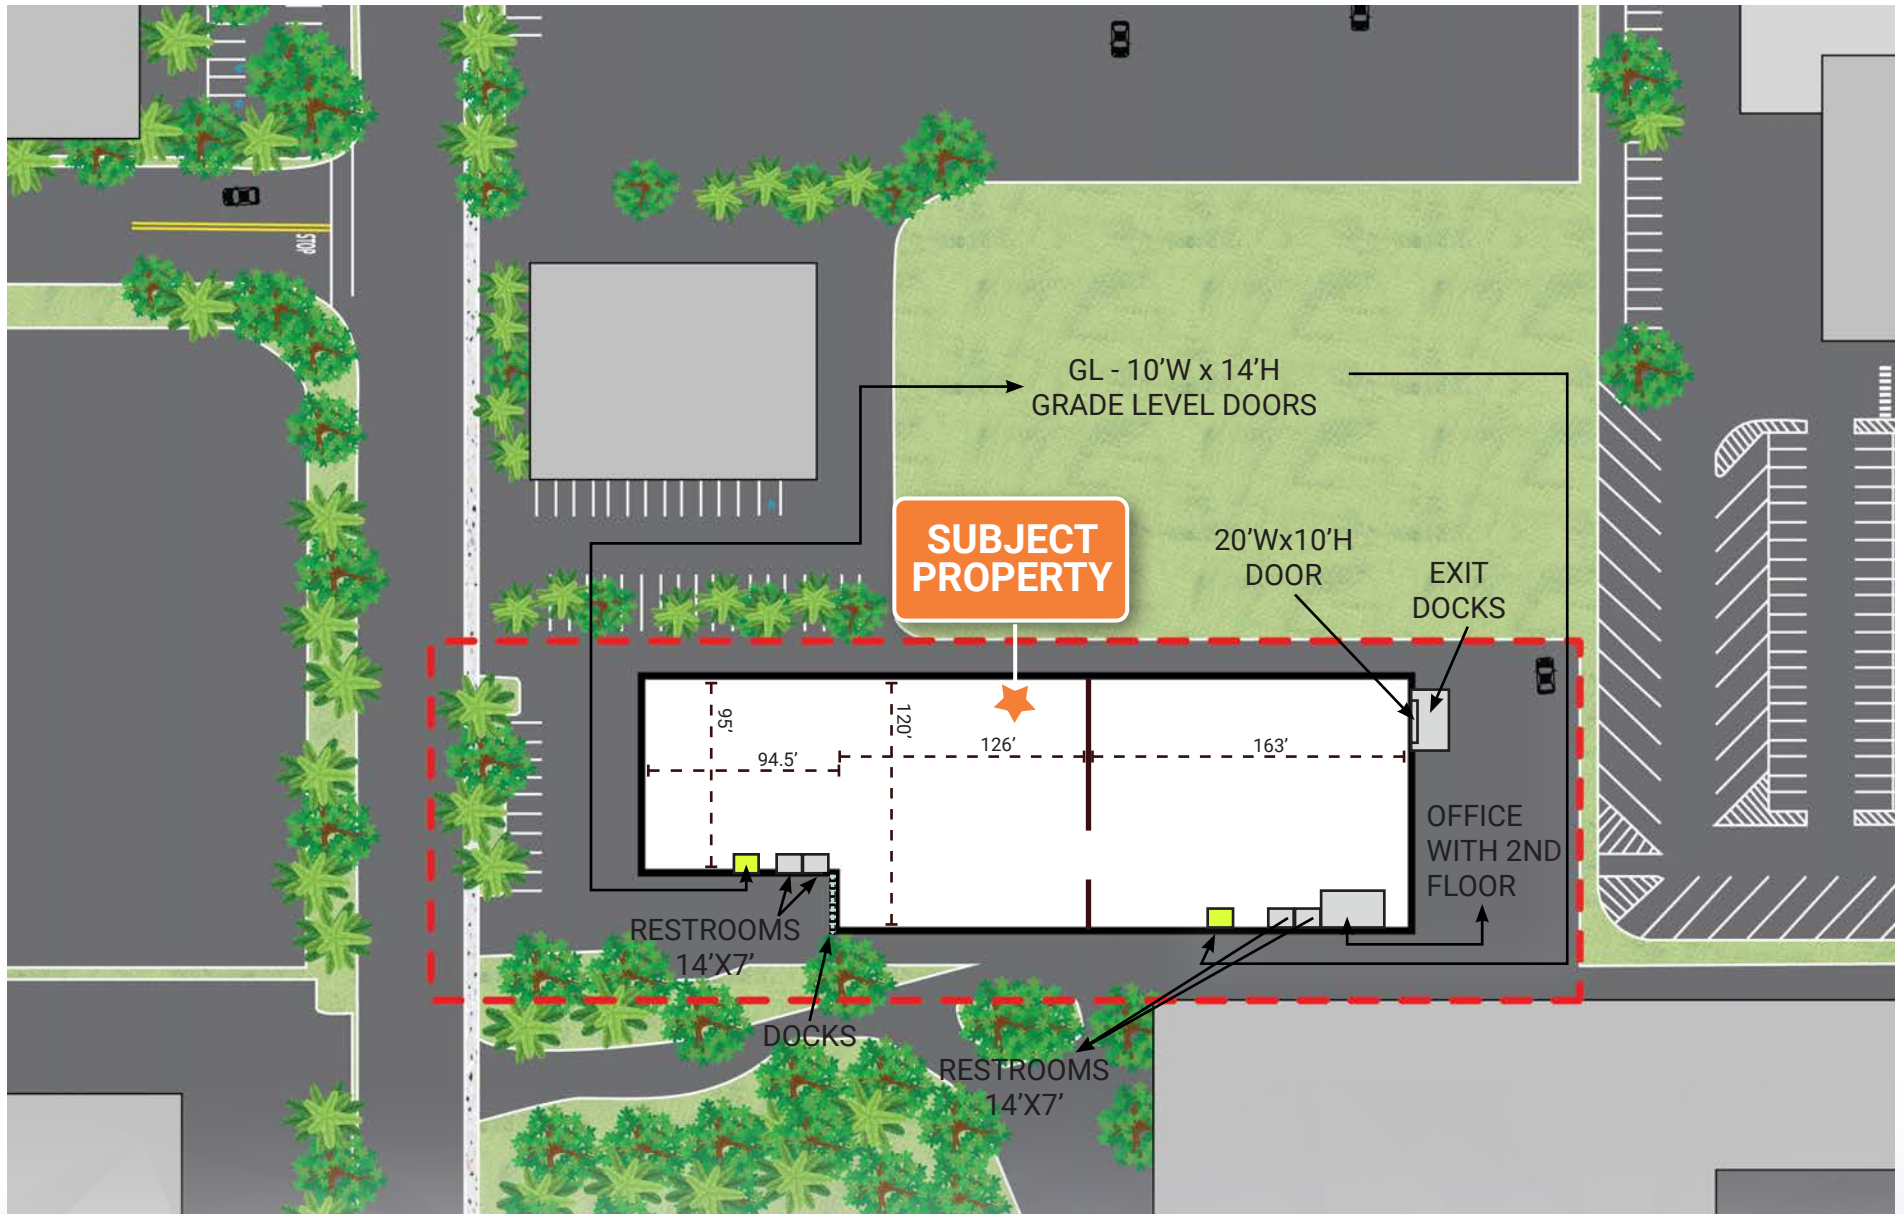 STOP
GL - 10'W x 14'H
GRADE LEVEL DOORS
SUBJECT
PROPERTY
20'Wx10'H
DOOR
EXIT
DOCKS
95'
120'
126'
163'
94.5'
OFFICE
WITH 2ND
FLOOR
RESTROOMS
14'X7'
DOCKS
RESTROOMS
14'X7'